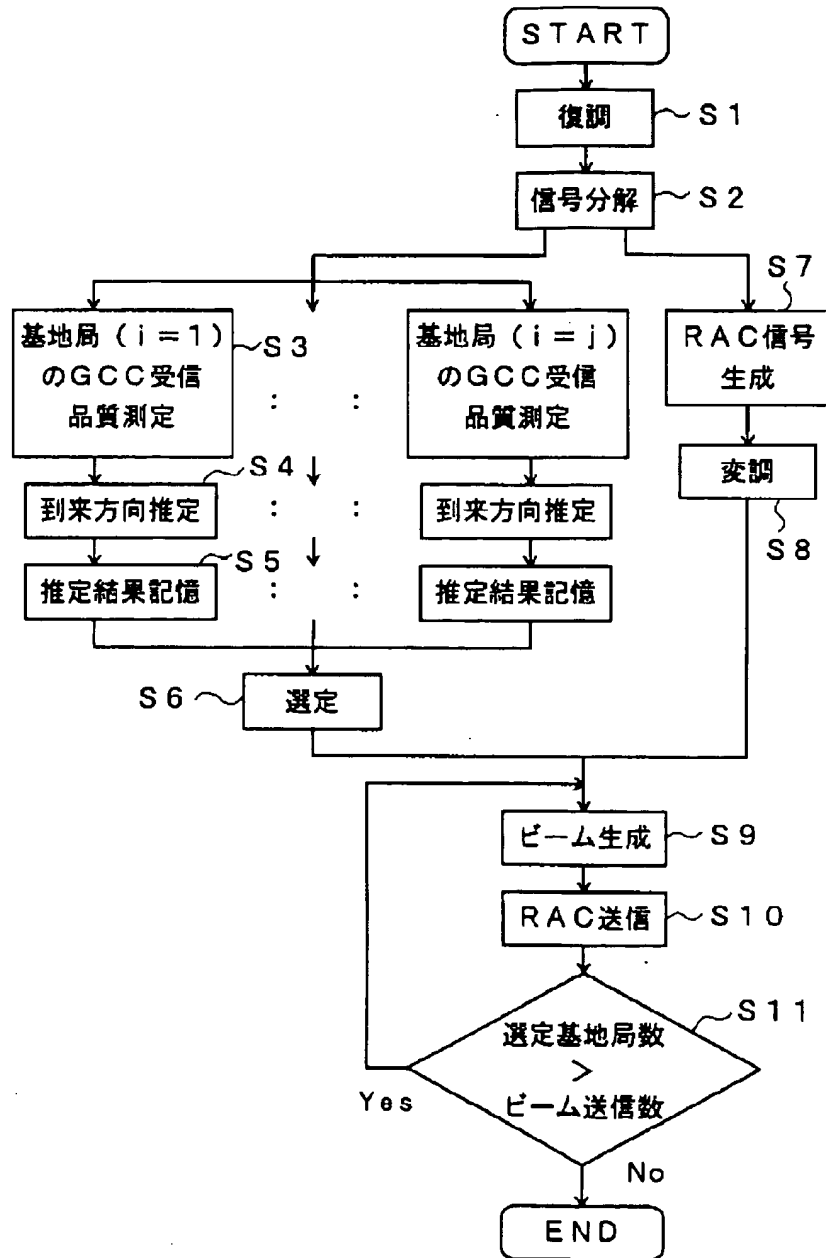 START
復調
S1
信号分解
S2
S7
基地局(i=1)
のGCC受信
品質測定
S3
: :
基地局(i=j)
のGCC受信
品質測定
RAC信号
生成
S4
到来方向推定
: :
到来方向推定
変調
S8
S5
推定結果記憶
: :
推定結果記憶
S6
選定
ビーム生成
S9
RAC送信
S10
S11
選定基地局数
>
ビーム送信数
Yes
No
END